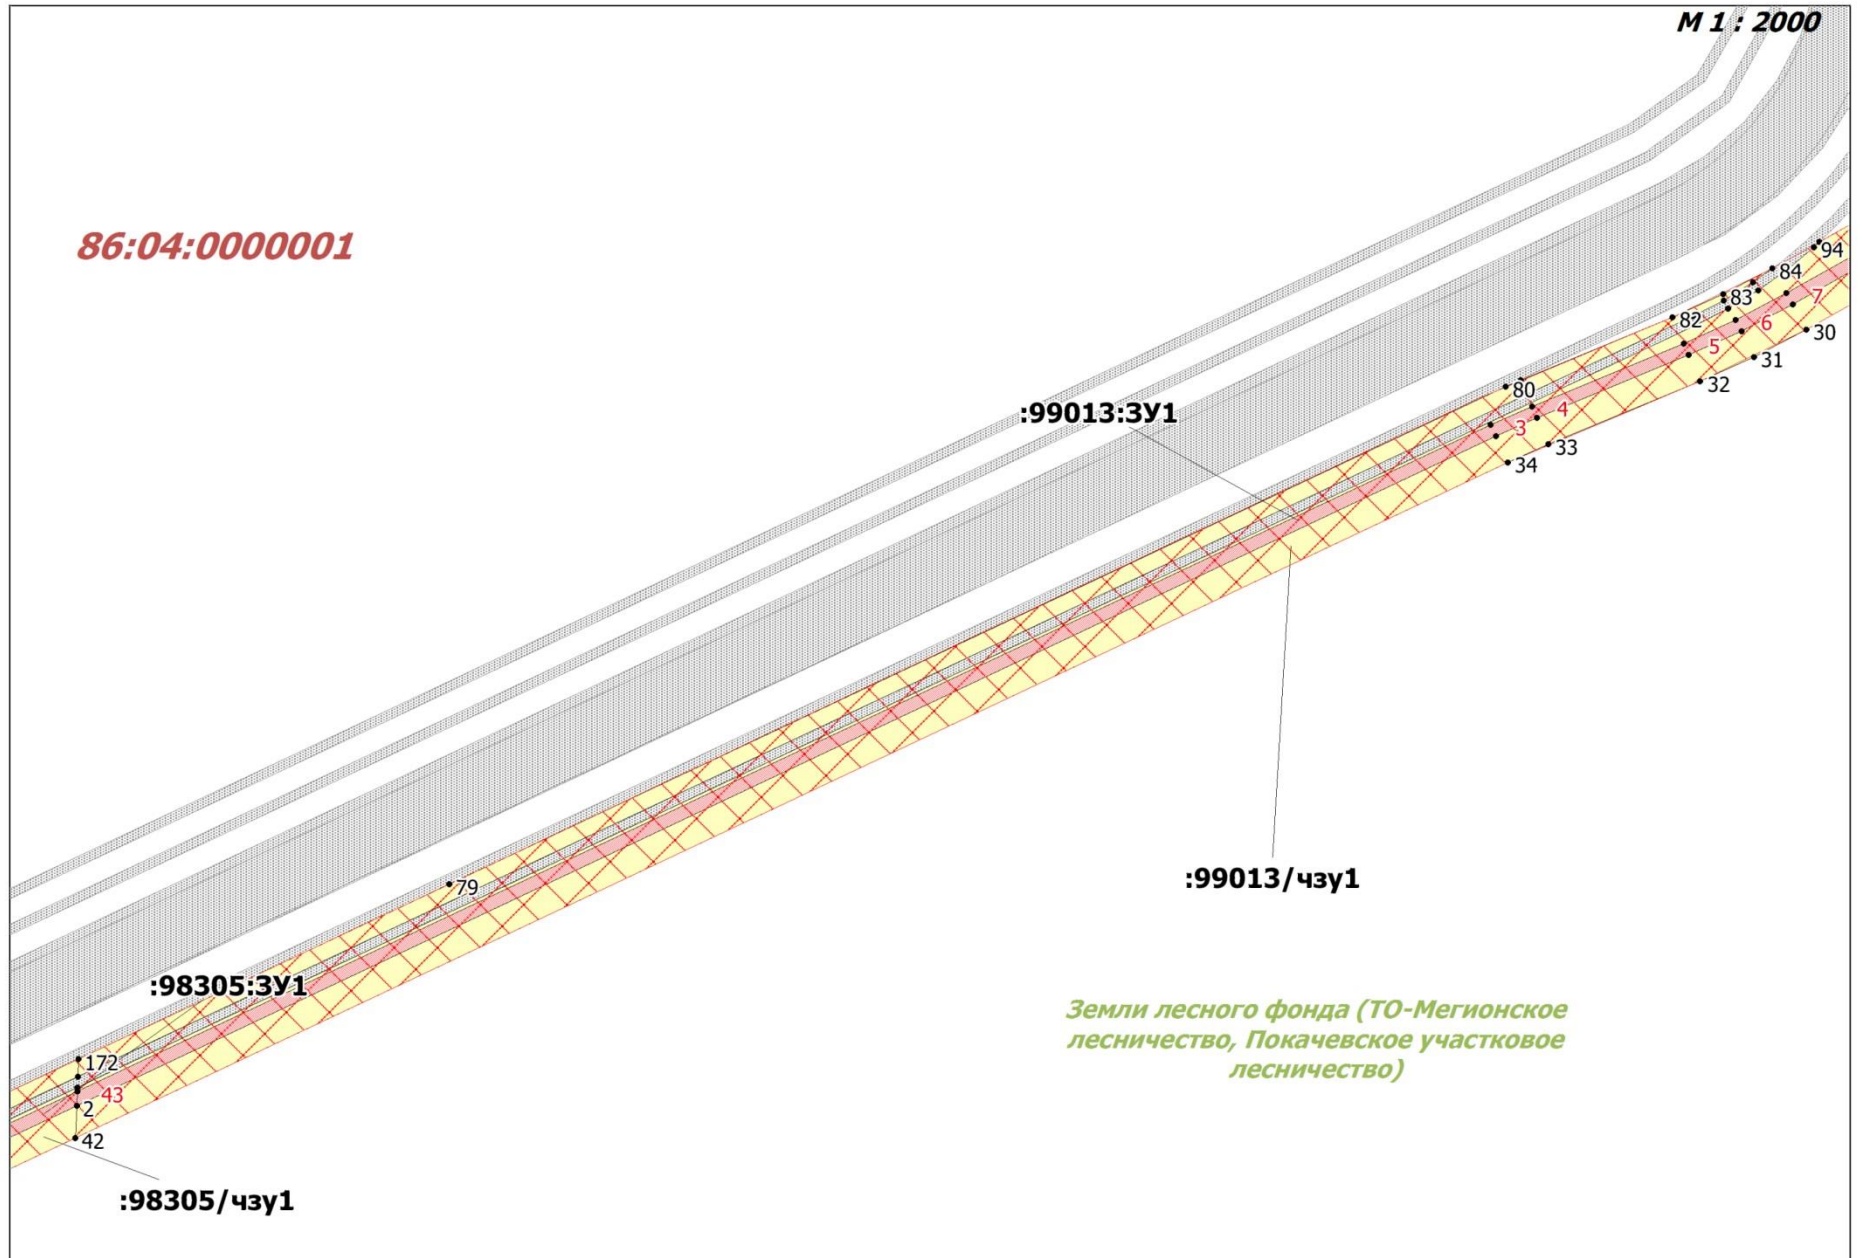 М 1 : 2000
86:04:0000001
94
84
83
7
82
6
30
5
31
32
80
:99013:ЗУ1
4
3
33
34
:99013/чзу1
79
:98305:ЗУ1
Земли лесного фонда (ТО-Мегионское
лесничество, Покачевское участковое
лесничество)
172
43
2
42
:98305/чзу1